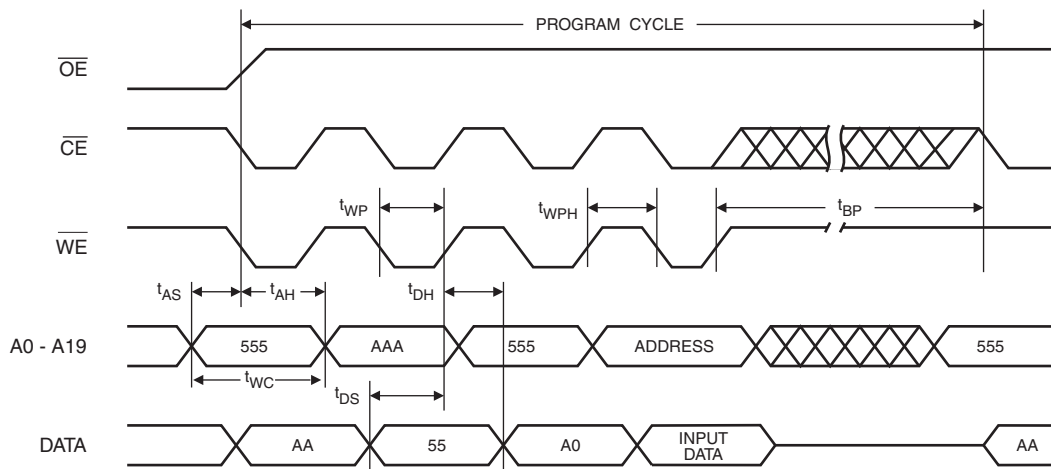 PROGRAM CYCLE
OE
CE
tWP
tWPH
tBP
WE
tAS
tAH
tDH
A0 - A19
555
AAA
555
ADDRESS
555
tWC
tDS
DATA
AA
55
A0
INPUT
DATA
AA